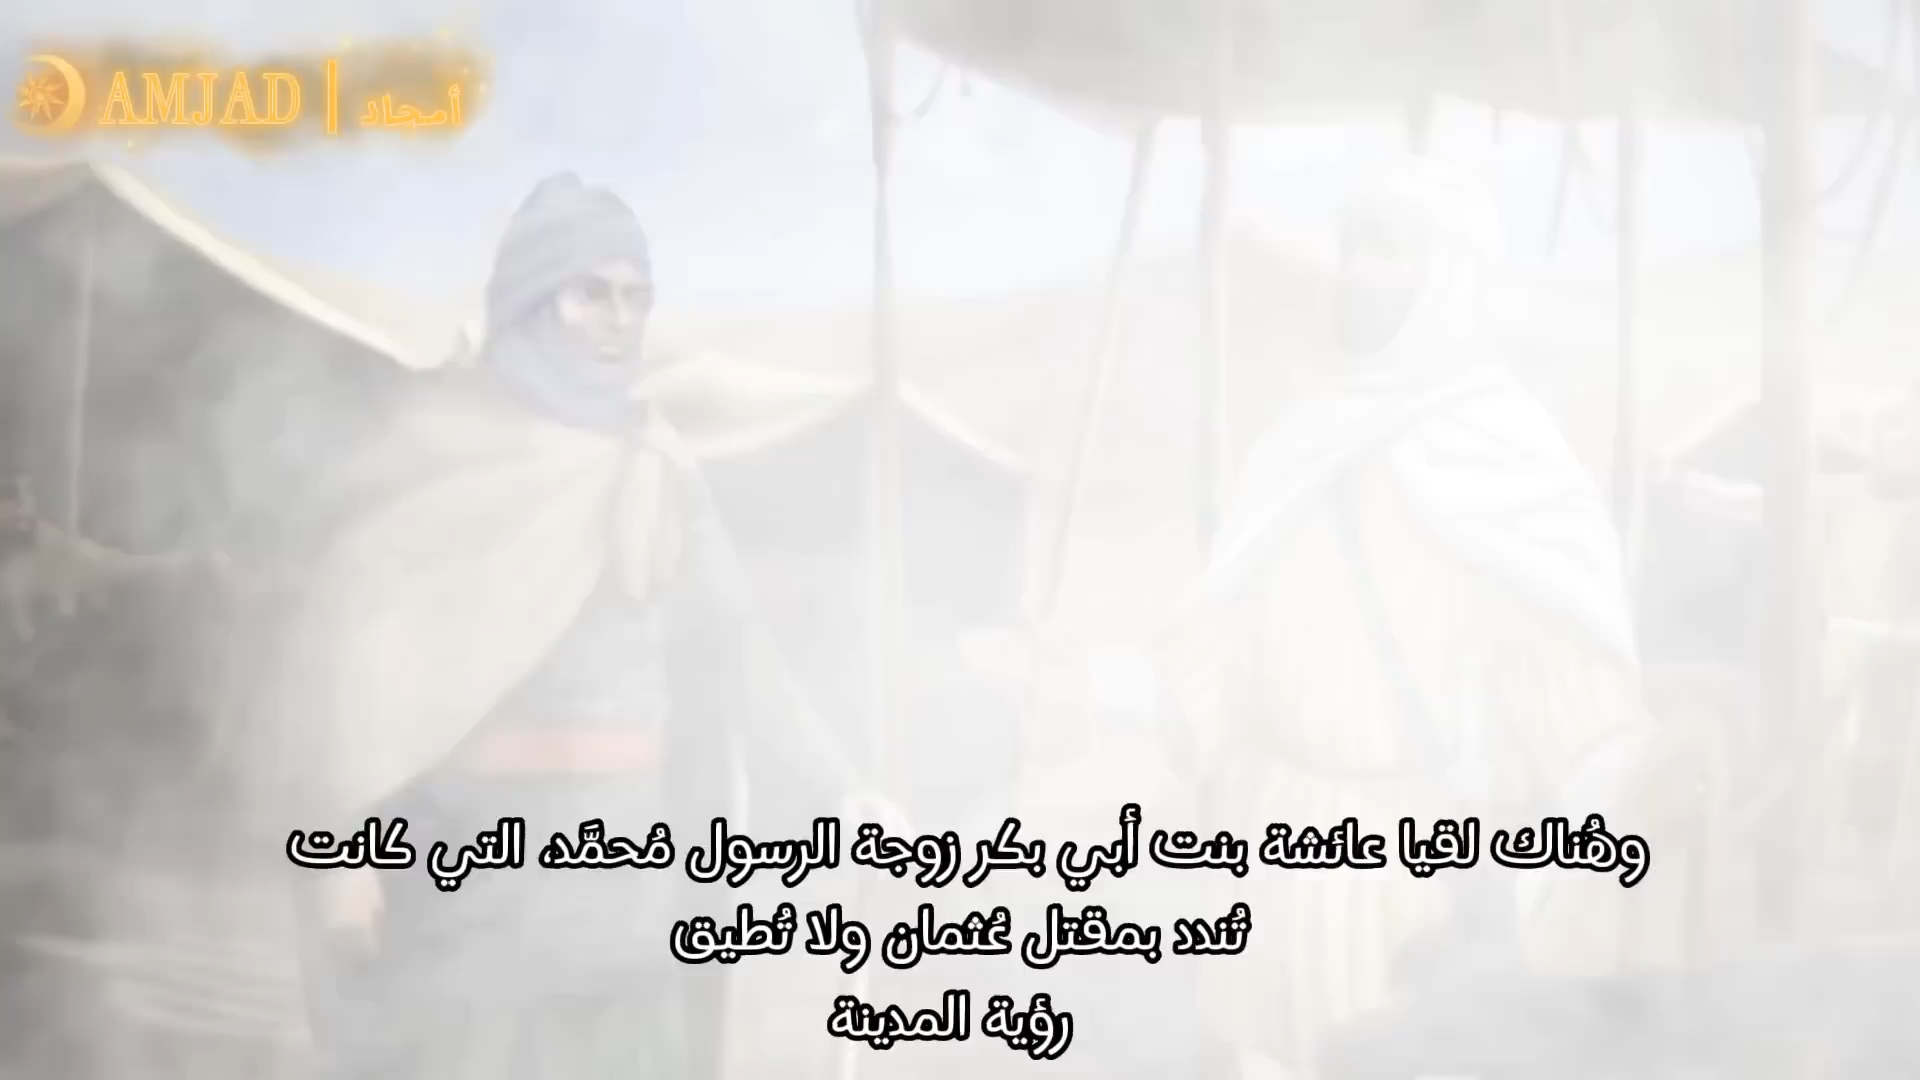 AMJAD | أمجاد
وهُناك لقيا عائشة بنت أبي بكر زوجة الرسول مُحمَّد، التي كانت
تُندد بمقتل عُثمان ولا تُطيق
رؤية المدينة